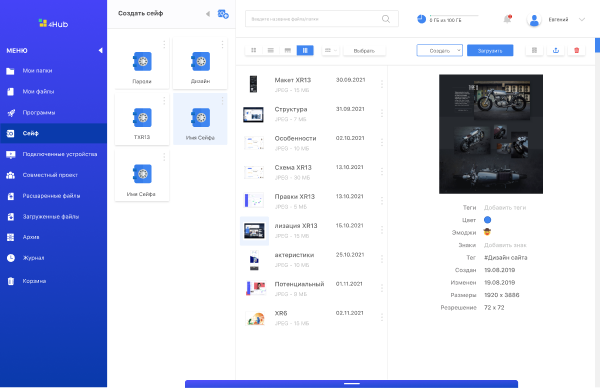 4Hub
МЕНЮ
Мои папки
Мои файлы
Программы
Сейф
Подключенные устройства
Совместный проект
Расшаренные файлы
Загруженные файлы
Архив
Журнал
Корзина
Создать сейф
Пароли
Дизайн
TXR13
Имя Сейфа
Имя Сейфа
Введите название файла/папки
0 ГБ из 100 ГБ
Евгений
Выбрать
Создать
Загрузить
Макет XR13 30.09.2021
JPEG - 15 МБ
Структура 31.09.2021
JPEG - 7 МБ
Особенности 02.10.2021
JPEG - 10 МБ
Схема XR13 13.10.2021
JPEG - 30 МБ
Правки XR13 13.10.2021
JPEG - 5 МБ
лизация XR13 15.10.2021
JPEG - 15 МБ
актеристики 25.10.2021
JPEG - 10 МБ
Потенциальный 01.11.2021
JPEG - 8 МБ
XR6 02.11.2021
JPEG - 15 МБ
Теги Добавить теги
Цвет
Эмоджи
Знаки Добавить знак
Тег #Дизайн сайта
Создан 19.08.2019
Изменен 19.08.2019
Размеры 1920 x 3886
Разрешение 72 x 72